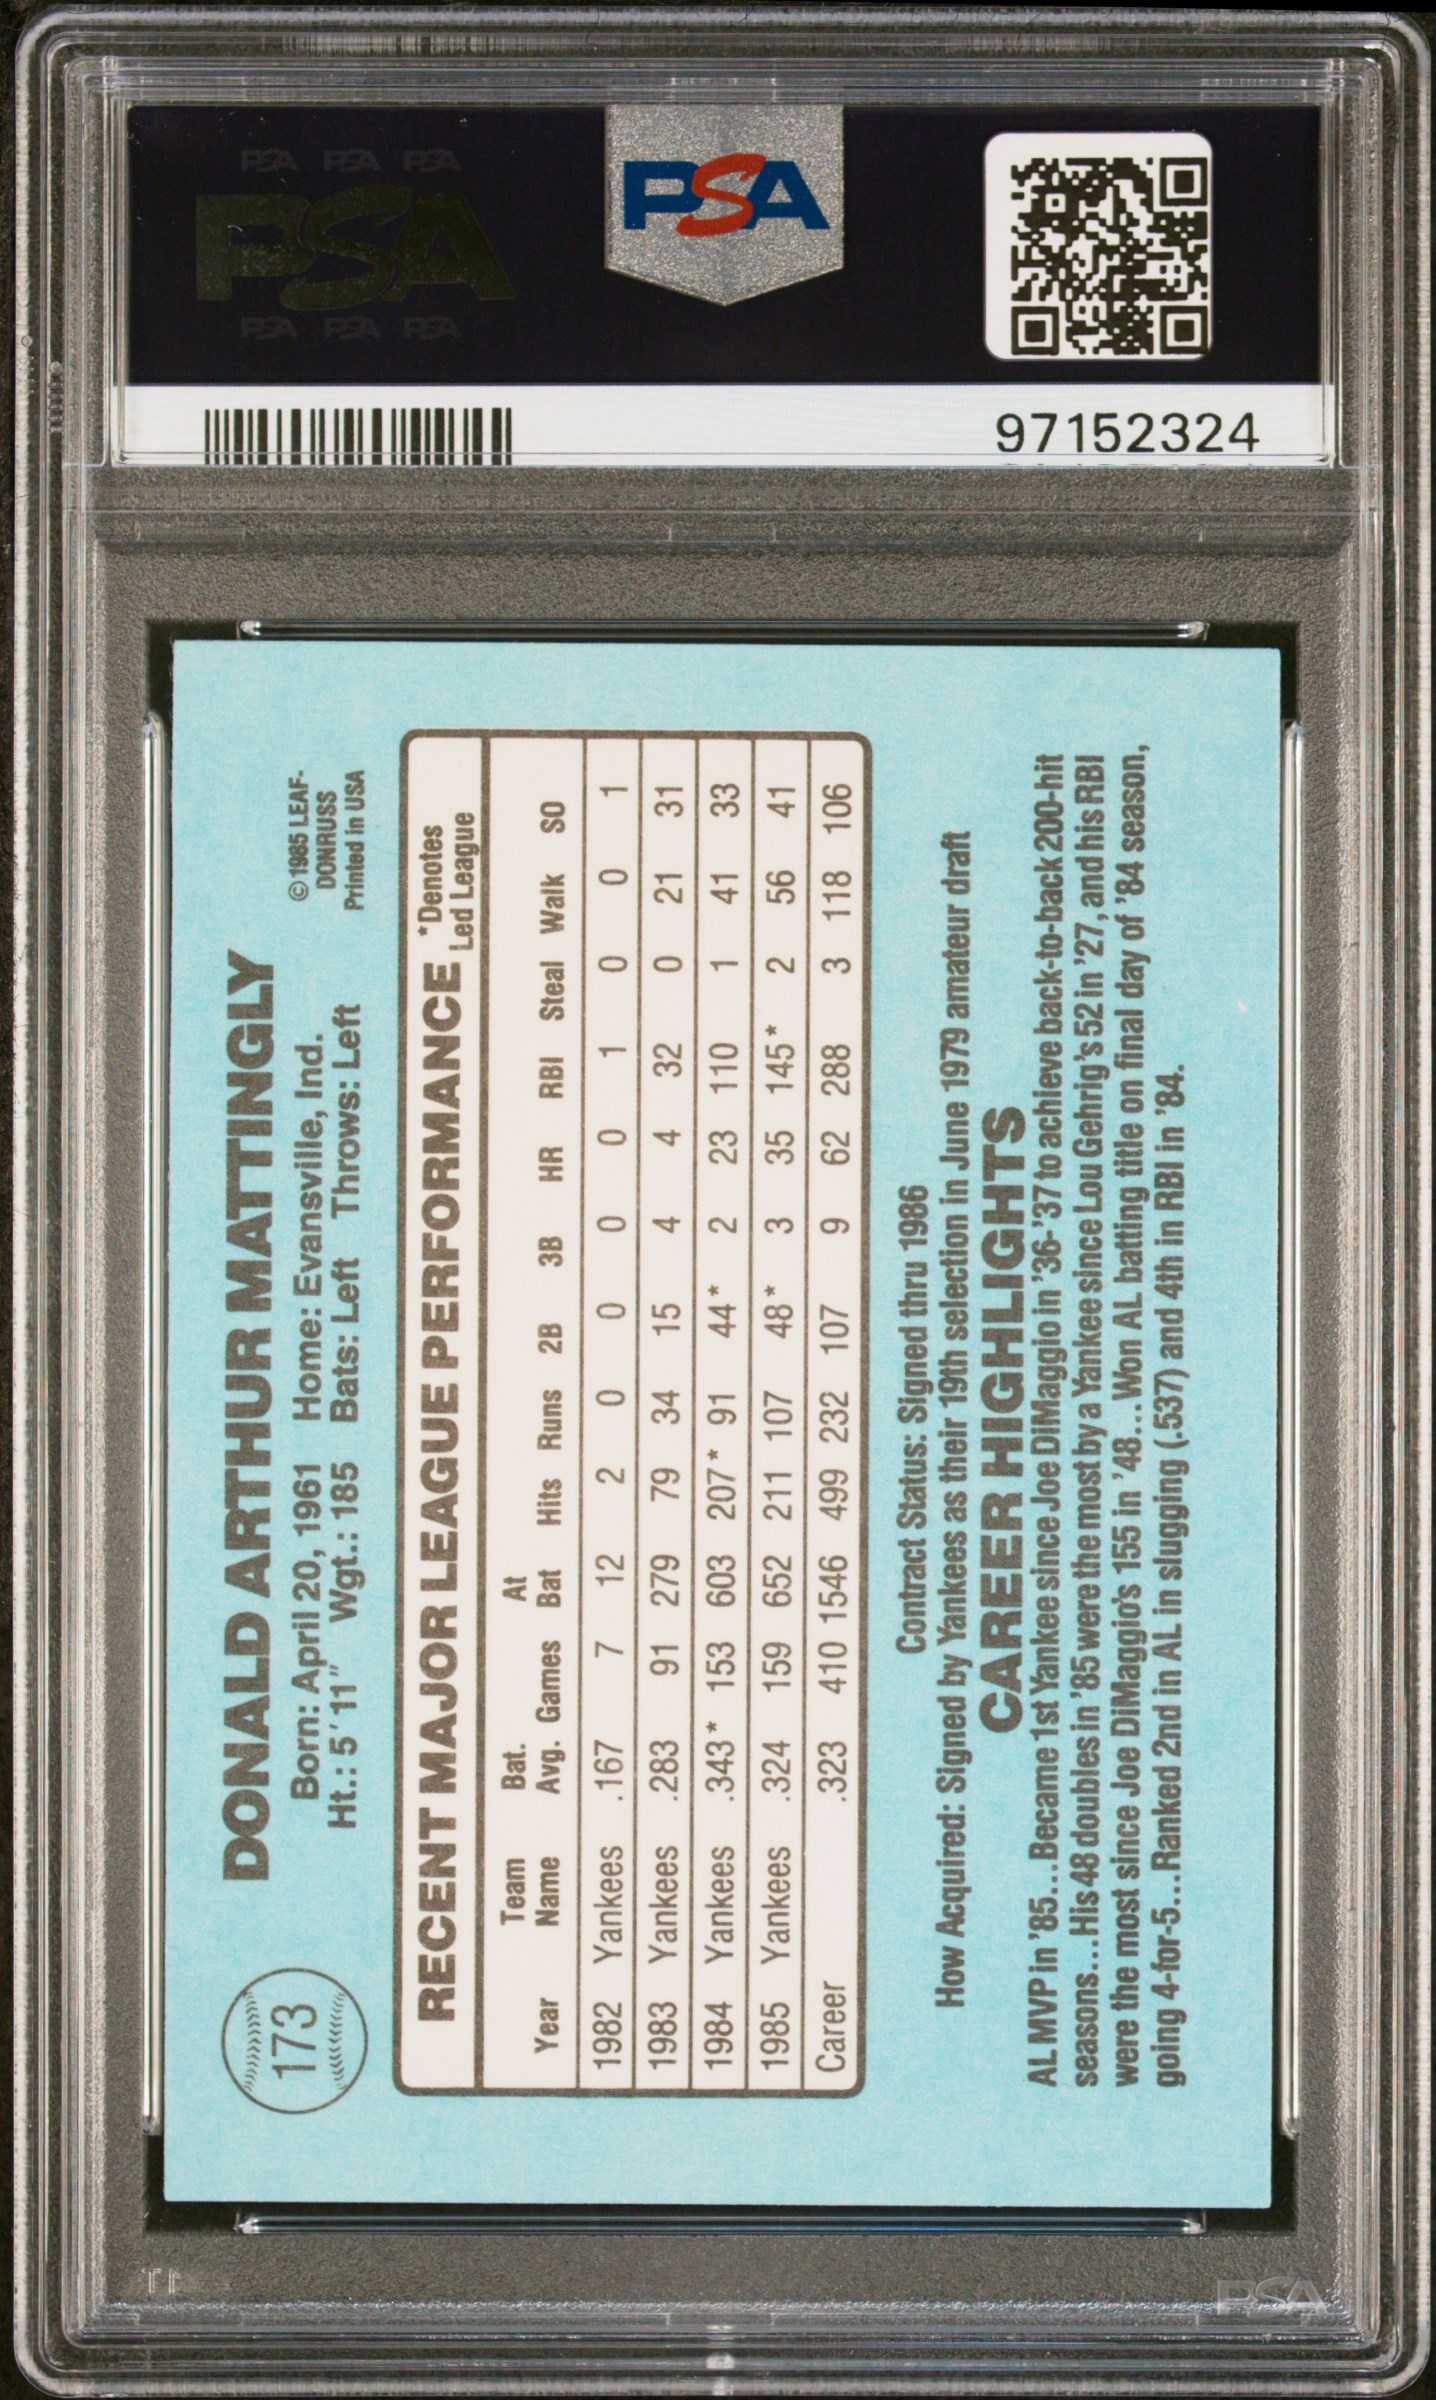 PSA PSA PSA
PSA
PSA PSA PSA
PSA
97152324
173
DONALD ARTHUR MATTINGLY
Born: April 20, 1961 Home: Evansville, Ind.
Ht.: 5'11" Wgt.: 185 Bats: Left Throws: Left
© 1985 LEAF-
DONRUSS
Printed in USA
RECENT MAJOR LEAGUE PERFORMANCE
*Denotes
Led League
Year Team Name Bat. Avg. Games At Bat Hits Runs 2B 3B HR RBI Steal Walk SO
1982 Yankees .167 7 12 2 0 0 0 0 1 0 0 1
1983 Yankees .283 91 279 79 34 15 4 4 32 0 21 31
1984 Yankees .343* 153 603 207* 91 44* 2 23 110 1 41 33
1985 Yankees .324 159 652 211 107 48* 3 35 145* 2 56 41
Career .323 410 1546 499 232 107 9 62 288 3 118 106
Contract Status: Signed thru 1986
How Acquired: Signed by Yankees as their 19th selection in June 1979 amateur draft
CAREER HIGHLIGHTS
AL MVP in '85...Became 1st Yankee since Joe DiMaggio in '36-'37 to achieve back-to-back 200-hit
seasons...His 48 doubles in '85 were the most by a Yankee since Lou Gehrig's 52 in '27, and his RBI
were the most since Joe DiMaggio's 155 in '48...Won AL batting title on final day of '84 season,
going 4-for-5...Ranked 2nd in AL in slugging (.537) and 4th in RBI in '84.
PSA